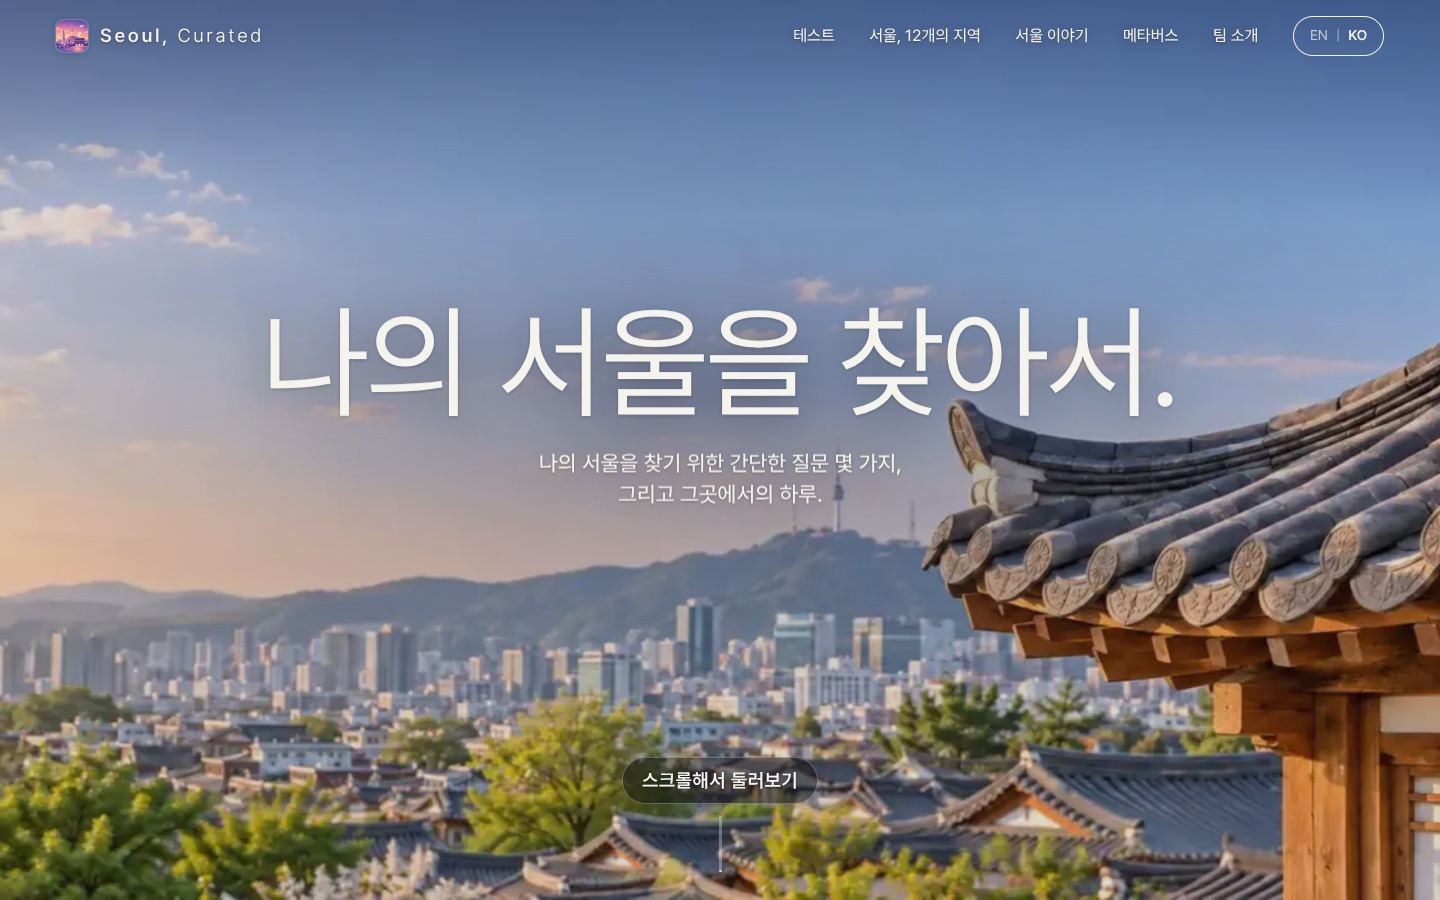 Seoul, Curated
테스트
서울, 12개의 지역
서울 이야기
메타버스
팀 소개
EN | KO
나의 서울을 찾아서.
나의 서울을 찾기 위한 간단한 질문 몇 가지,
그리고 그곳에서의 하루.
스크롤해서 둘러보기